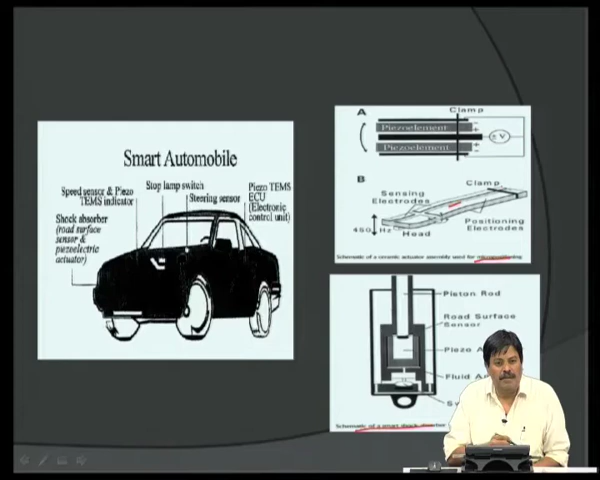 Smart Automobile
Speed sensor & Piezo
TEMS indicator
Stop lamp switch
Steering sensor
Piezo TEMS
ECU
(Electronic
control unit)
Shock absorber
(road surface
sensor &
piezoelectric
actuator)
A
Clamp
Piezoelement
Piezoelement
± V
B
Clamp
Sensing
Electrodes
450 Hz
Head
Positioning
Electrodes
Schematic of a ceramic actuator assembly used for micropositioning
Piston Rod
Road Surface
Sensor
Piezo
Fluid
Schematic of a smart shock absorber